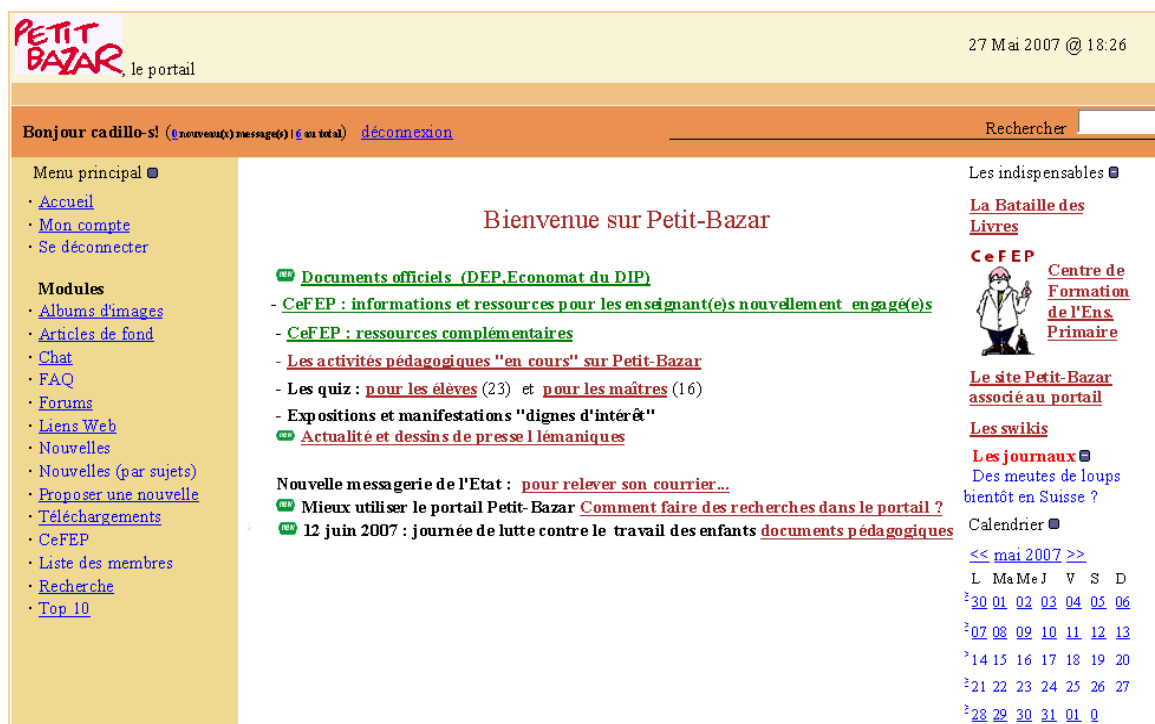 PETIT
BAZAR, le portail
27 Mai 2007 @ 18:26
Bonjour cadillo-s! (0 nouveau(x) message(s) | 6 au total) déconnexion
Rechercher
Menu principal
· Accueil
· Mon compte
· Se déconnecter
Modules
· Albums d'images
· Articles de fond
· Chat
· FAQ
· Forums
· Liens Web
· Nouvelles
· Nouvelles (par sujets)
· Proposer une nouvelle
· Téléchargements
· CeFEP
· Liste des membres
· Recherche
· Top 10
Bienvenue sur Petit-Bazar
new Documents officiels (DEP,Economat du DIP)
- CeFEP : informations et ressources pour les enseignant(e)s nouvellement engagé(e)s
- CeFEP : ressources complémentaires
- Les activités pédagogiques "en cours" sur Petit-Bazar
- Les quiz : pour les élèves (23) et pour les maîtres (16)
- Expositions et manifestations "dignes d'intérêt"
new Actualité et dessins de presse l lémaniques
Nouvelle messagerie de l'Etat : pour relever son courrier...
new Mieux utiliser le portail Petit-Bazar Comment faire des recherches dans le portail ?
new 12 juin 2007 : journée de lutte contre le travail des enfants documents pédagogiques
Les indispensables
La Bataille des
Livres
CeFEP
Centre de
Formation
de l'Ens.
Primaire
Le site Petit-Bazar
associé au portail
Les swikis
Les journaux
Des meutes de loups
bientôt en Suisse ?
Calendrier
<< mai 2007 >>
L Ma Me J V S D
> 30 01 02 03 04 05 06
> 07 08 09 10 11 12 13
> 14 15 16 17 18 19 20
> 21 22 23 24 25 26 27
> 28 29 30 31 01 0